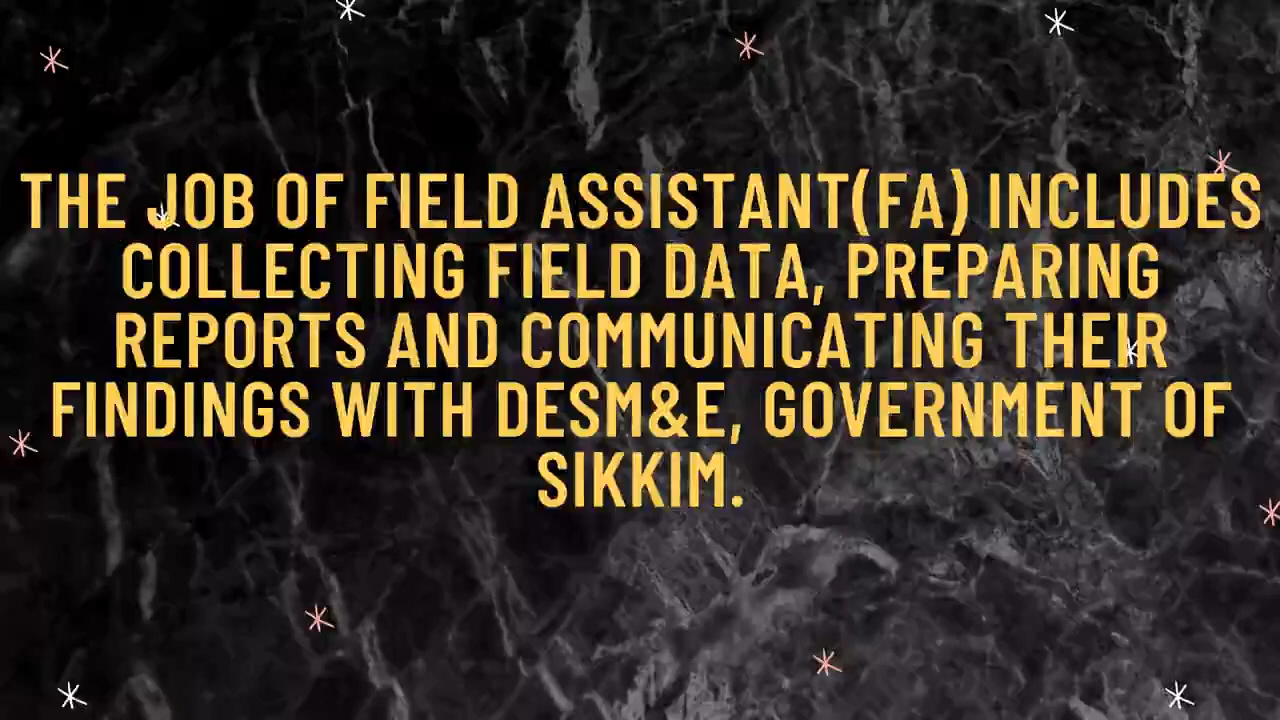 THE JOB OF FIELD ASSISTANT(FA) INCLUDES
COLLECTING FIELD DATA, PREPARING
REPORTS AND COMMUNICATING THEIR
FINDINGS WITH DESM&E, GOVERNMENT OF
SIKKIM.